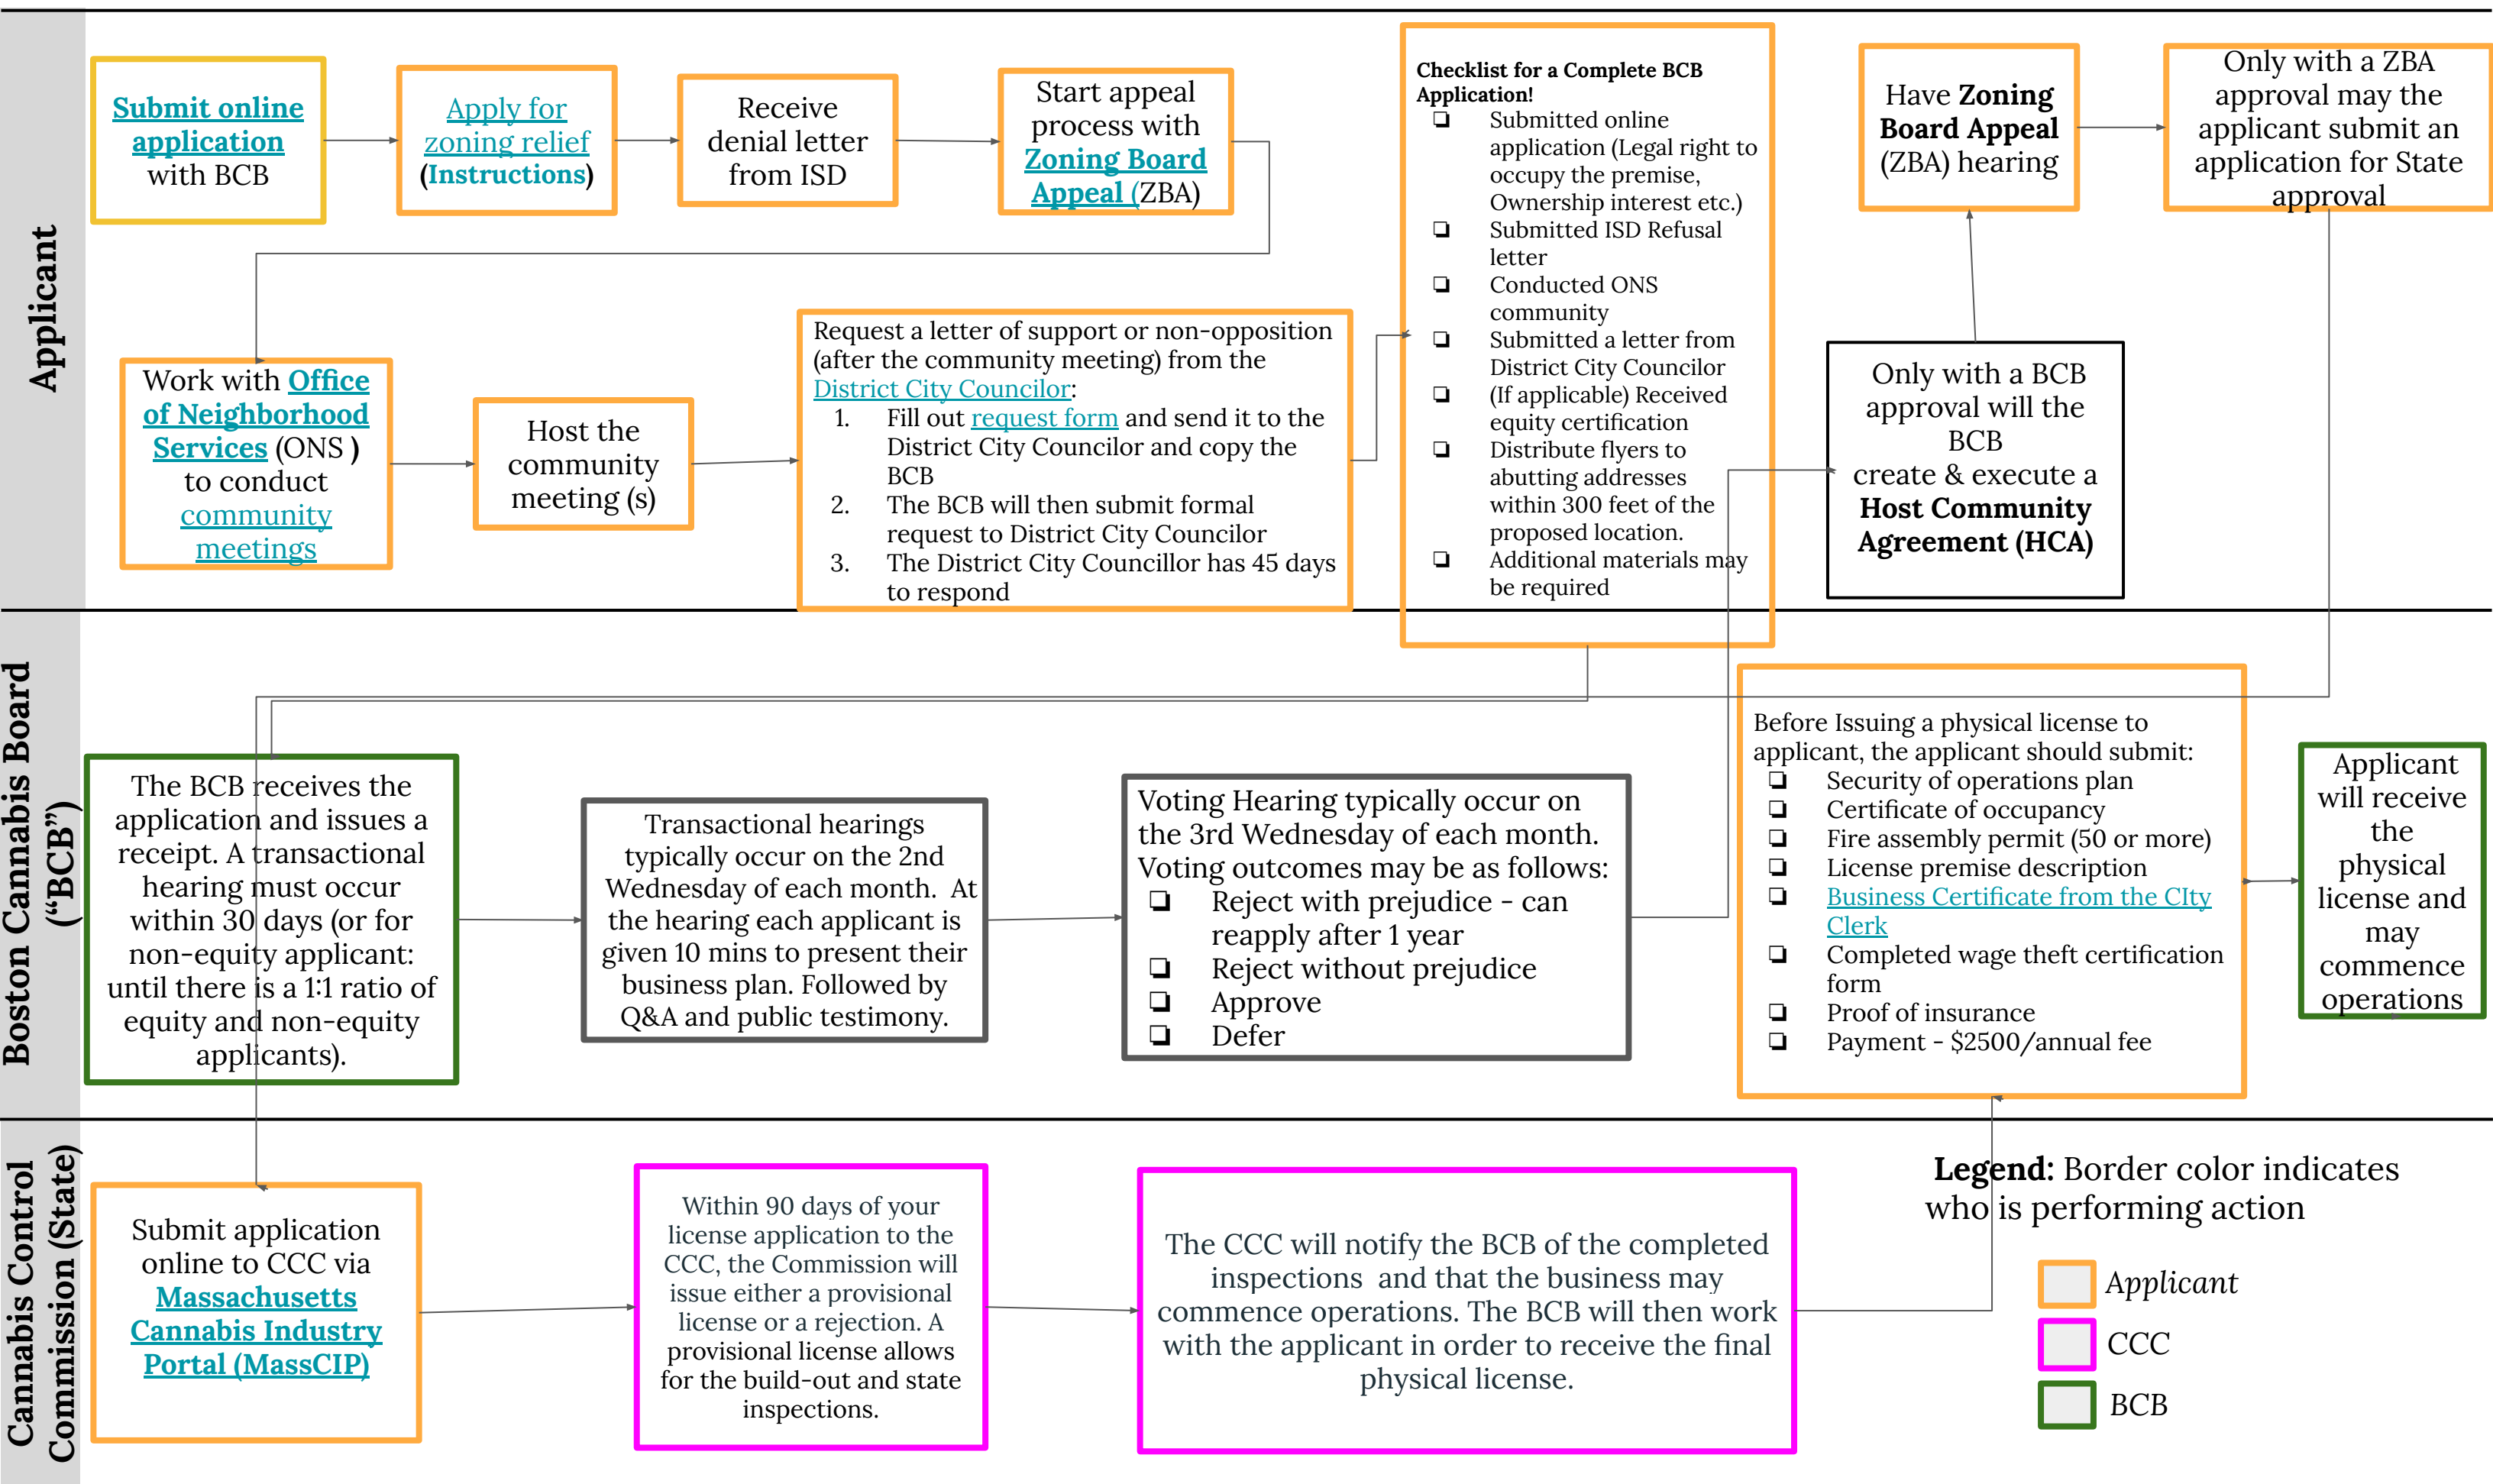 Applicant
Submit online
application
with BCB
Apply for
zoning relief
(Instructions)
Receive
denial letter
from ISD
Start appeal
process with
Zoning Board
Appeal (ZBA)
Work with Office
of Neighborhood
Services (ONS )
to conduct
community
meetings
Host the
community
meeting (s)
Request a letter of support or non-opposition
(after the community meeting) from the
District City Councilor:
1. Fill out request form and send it to the
District City Councilor and copy the
BCB
2. The BCB will then submit formal
request to District City Councilor
3. The District City Councillor has 45 days
to respond
Checklist for a Complete BCB
Application!
❏ Submitted online
application (Legal right to
occupy the premise,
Ownership interest etc.)
❏ Submitted ISD Refusal
letter
❏ Conducted ONS
community
❏ Submitted a letter from
District City Councilor
❏ (If applicable) Received
equity certification
❏ Distribute flyers to
abutting addresses
within 300 feet of the
proposed location.
❏ Additional materials may
be required
Only with a BCB
approval will the
BCB
create & execute a
Host Community
Agreement (HCA)
Have Zoning
Board Appeal
(ZBA) hearing
Only with a ZBA
approval may the
applicant submit an
application for State
approval
Boston Cannabis Board
(“BCB”)
The BCB receives the
application and issues a
receipt. A transactional
hearing must occur
within 30 days (or for
non-equity applicant:
until there is a 1:1 ratio of
equity and non-equity
applicants).
Transactional hearings
typically occur on the 2nd
Wednesday of each month. At
the hearing each applicant is
given 10 mins to present their
business plan. Followed by
Q&A and public testimony.
Voting Hearing typically occur on
the 3rd Wednesday of each month.
Voting outcomes may be as follows:
❏ Reject with prejudice - can
reapply after 1 year
❏ Reject without prejudice
❏ Approve
❏ Defer
Before Issuing a physical license to
applicant, the applicant should submit:
❏ Security of operations plan
❏ Certificate of occupancy
❏ Fire assembly permit (50 or more)
❏ License premise description
❏ Business Certificate from the CIty
Clerk
❏ Completed wage theft certification
form
❏ Proof of insurance
❏ Payment - $2500/annual fee
Applicant
will receive
the
physical
license and
may
commence
operations
Cannabis Control
Commission (State)
Submit application
online to CCC via
Massachusetts
Cannabis Industry
Portal (MassCIP)
Within 90 days of your
license application to the
CCC, the Commission will
issue either a provisional
license or a rejection. A
provisional license allows
for the build-out and state
inspections.
The CCC will notify the BCB of the completed
inspections and that the business may
commence operations. The BCB will then work
with the applicant in order to receive the final
physical license.
Legend: Border color indicates
who is performing action
Applicant
CCC
BCB